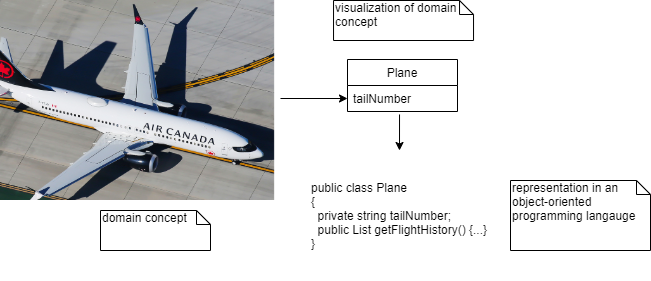 visualization of domain
concept
Plane
tailNumber
AIR CANADA
public class Plane
{
private string tailNumber;
public List getFlightHistory() {...}
}
representation in an
object-oriented
programming langauge
domain concept